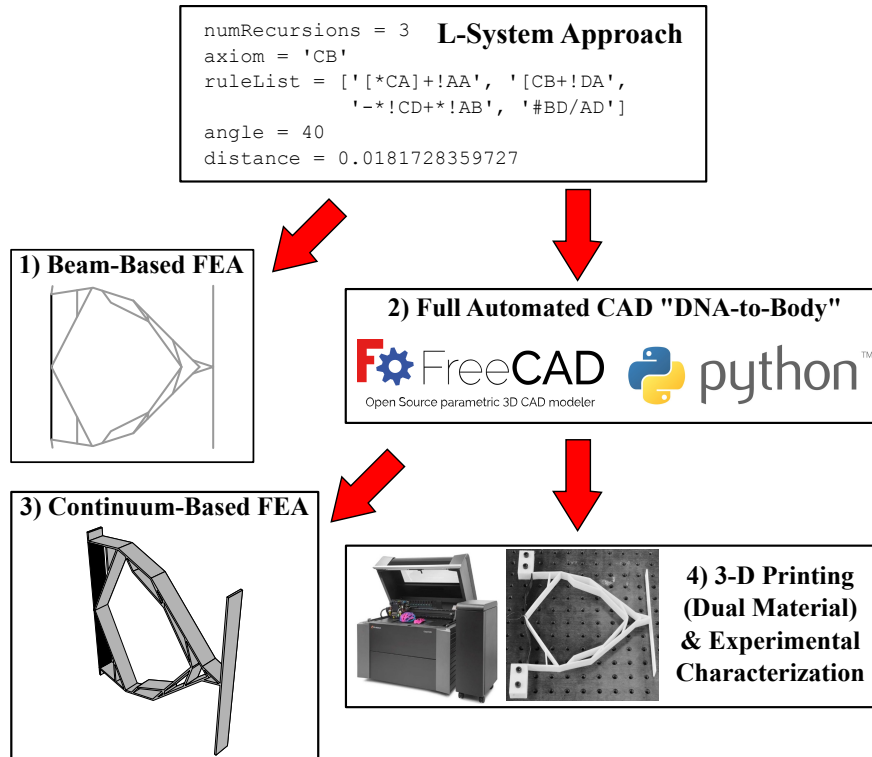 L-System Approach
numRecursions = 3
axiom = 'CB'
ruleList = ['[*CA]+!AA', '[CB+!DA',
'-*!CD+*!AB', '#BD/AD']
angle = 40
distance = 0.0181728359727
1) Beam-Based FEA
2) Full Automated CAD "DNA-to-Body"
FreeCAD
Open Source parametric 3D CAD modeler
python™
3) Continuum-Based FEA
4) 3-D Printing
(Dual Material)
& Experimental
Characterization